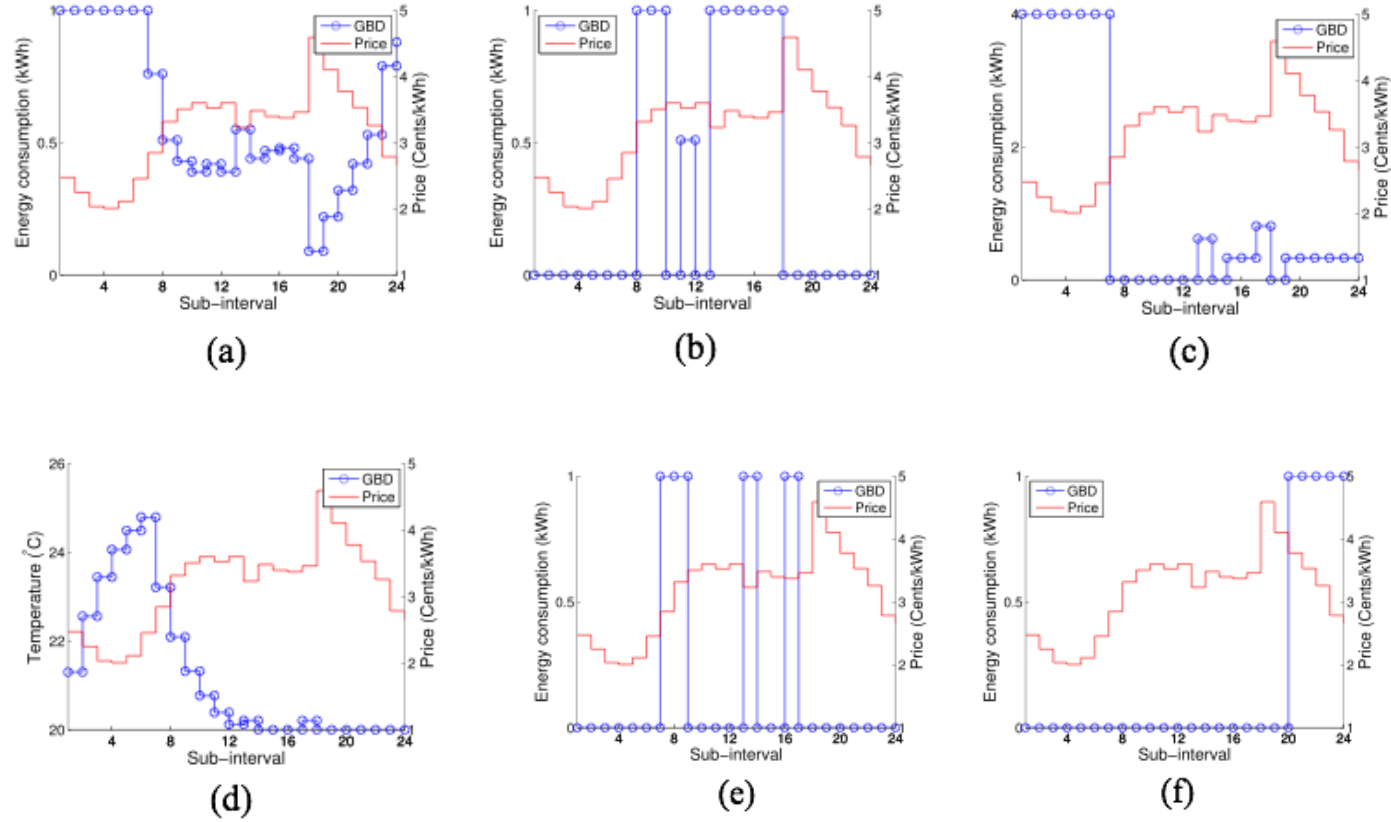 1
0.5
0
5
4
3
2
1
GBD
Price
Energy consumption (kWh)
Price (Cents/kWh)
4
8
12
16
20
24
Sub-interval
(a)
1
0.5
0
5
4
3
2
1
GBD
Price
Energy consumption (kWh)
Price (Cents/kWh)
4
8
12
16
20
24
Sub-interval
(b)
4
2
0
5
4
3
2
1
GBD
Price
Energy consumption (kWh)
Price (Cents/kWh)
4
8
12
16
20
24
Sub-interval
(c)
26
24
22
20
5
4
3
2
1
GBD
Price
Temperature (°C)
Price (Cents/kWh)
4
8
12
16
20
24
Sub-interval
(d)
1
0.5
0
5
4
3
2
1
GBD
Price
Energy consumption (kWh)
Price (Cents/kWh)
4
8
12
16
20
24
Sub-interval
(e)
1
0.5
0
5
4
3
2
1
GBD
Price
Energy consumption (kWh)
Price (Cents/kWh)
4
8
12
16
20
24
Sub-interval
(f)